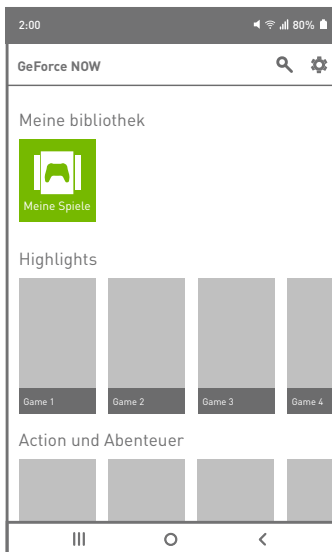 2:00 80%
GeForce NOW
Meine bibliothek
Meine Spiele
Highlights
Game 1 Game 2 Game 3 Game 4
Action und Abenteuer